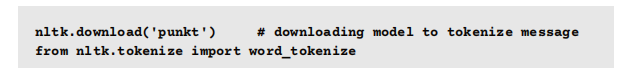 nltk.download('punkt')     # downloading model to tokenize message
from nltk.tokenize import word_tokenize